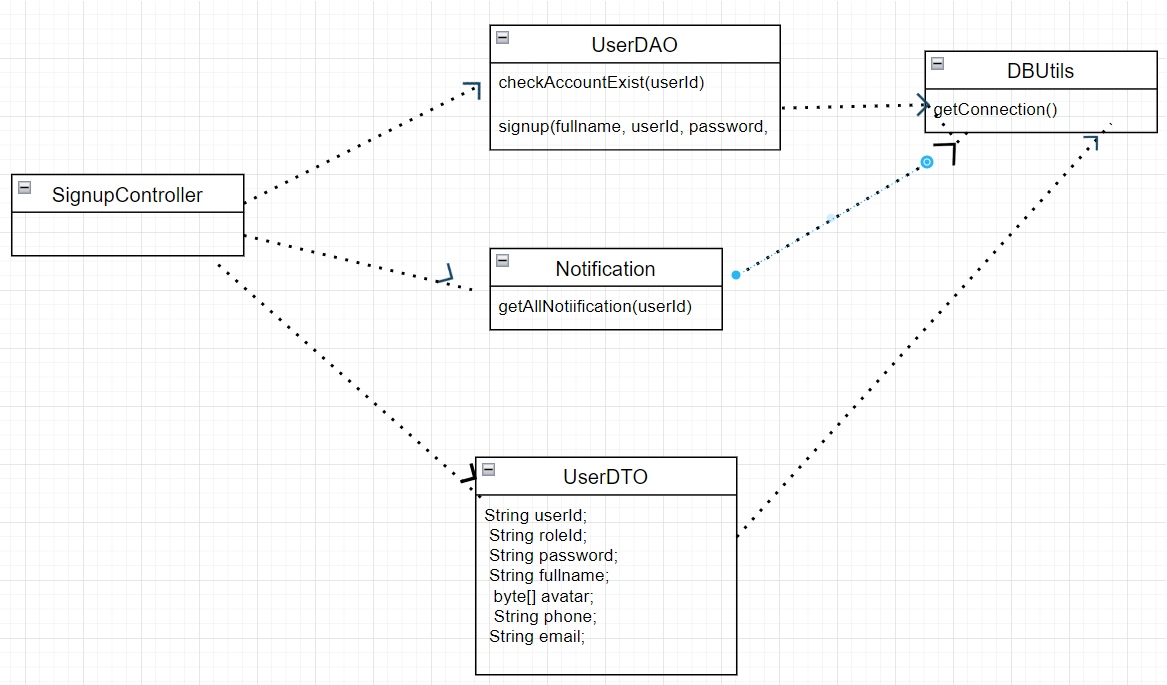 UserDAO
checkAccountExist(userId)
signup(fullname, userId, password,
DBUtils
getConnection()
SignupController
Notification
getAllNotiification(userId)
UserDTO
String userId;
String roleId;
String password;
String fullname;
byte[] avatar;
String phone;
String email;